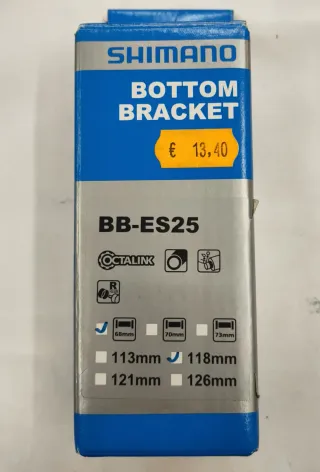 SHIMANO
BOTTOM
BRACKET
€ 13,40
BB-ES25
OCTALINK
R
68mm 70mm 73mm
113mm 118mm
121mm 126mm